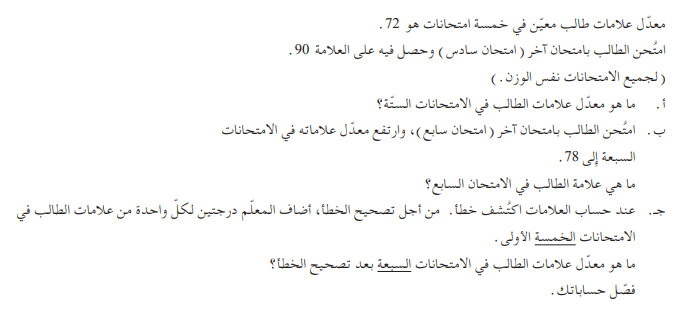 معدّل علامات طالب معيّن في خمسة امتحانات هو 72 .
امتُحن الطالب بامتحان آخر ( امتحان سادس ) وحصل فيه على العلامة 90 .
( لجميع الامتحانات نفس الوزن . )
أ. ما هو معدّل علامات الطالب في الامتحانات الستّة؟
ب. امتُحن الطالب بامتحان آخر ( امتحان سابع )، وارتفع معدّل علاماته في الامتحانات
السبعة إلى 78 .
ما هي علامة الطالب في الامتحان السابع؟
جـ. عند حساب العلامات اكتُشف خطأ. من أجل تصحيح الخطأ، أضاف المعلّم درجتين لكلّ واحدة من علامات الطالب في
الامتحانات الخمسة الأولى .
ما هو معدّل علامات الطالب في الامتحانات السبعة بعد تصحيح الخطأ؟
فصّل حساباتك .